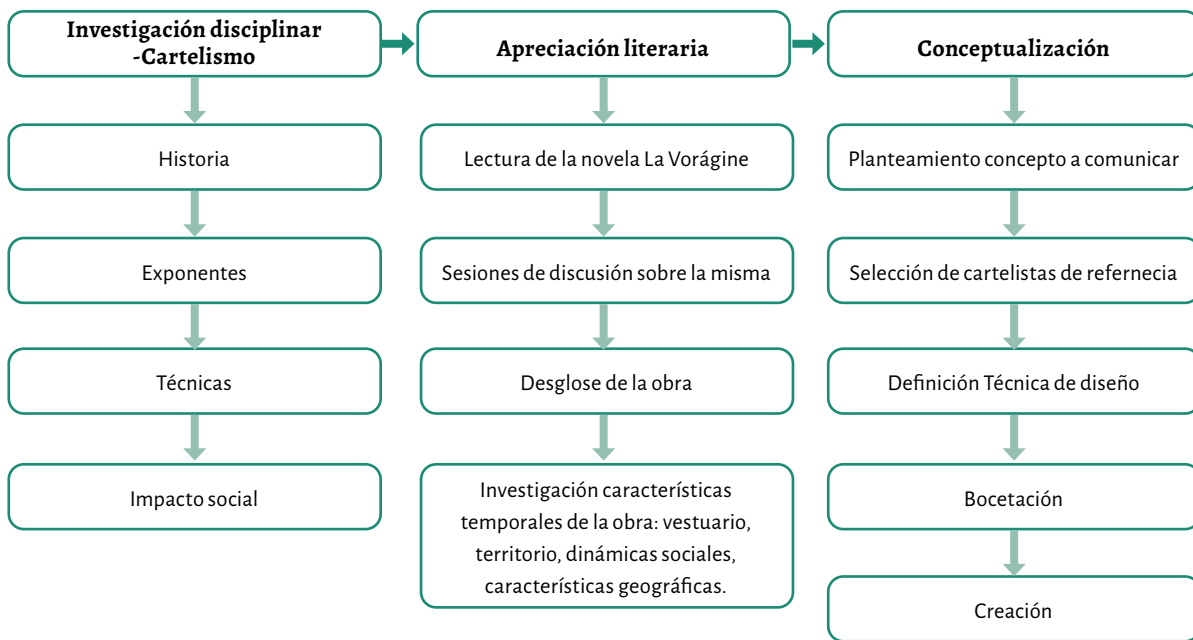 Investigación disciplinar
-Cartelismo
Historia
Exponentes
Técnicas
Impacto social
Apreciación literaria
Lectura de la novela La Vorágine
Sesiones de discusión sobre la misma
Desglose de la obra
Investigación características
temporales de la obra: vestuario,
territorio, dinámicas sociales,
características geográficas.
Conceptualización
Planteamiento concepto a comunicar
Selección de cartelistas de refernecia
Definición Técnica de diseño
Bocetación
Creación